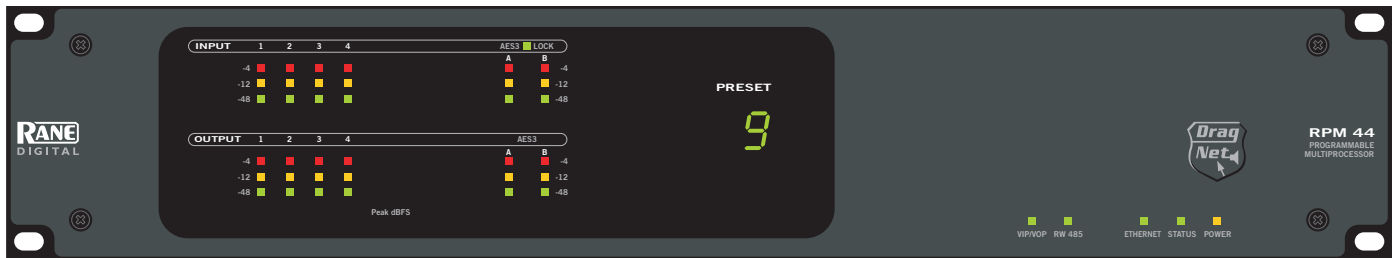 INPUT 1 2 3 4 AES3 LOCK
A B
-4 -4
-12 -12
-48 -48
PRESET
9
RANE
DIGITAL
OUTPUT 1 2 3 4 AES3
A B
-4 -4
-12 -12
-48 -48
Peak dBFS
Drag
Net
RPM 44
PROGRAMMABLE
MULTIPROCESSOR
VIP/VOP RW 485 ETHERNET STATUS POWER